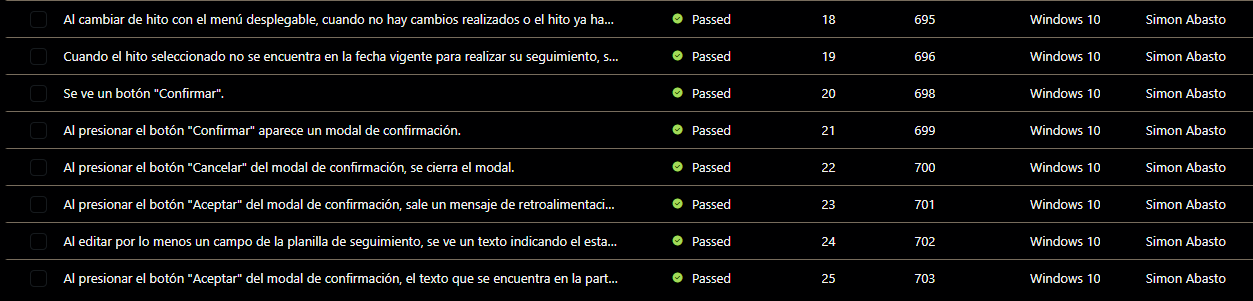 Al cambiar de hito con el menú desplegable, cuando no hay cambios realizados o el hito ya ha... Passed 18 695 Windows 10 Simon Abasto
Cuando el hito seleccionado no se encuentra en la fecha vigente para realizar su seguimiento, s... Passed 19 696 Windows 10 Simon Abasto
Se ve un botón "Confirmar". Passed 20 698 Windows 10 Simon Abasto
Al presionar el botón "Confirmar" aparece un modal de confirmación. Passed 21 699 Windows 10 Simon Abasto
Al presionar el botón "Cancelar" del modal de confirmación, se cierra el modal. Passed 22 700 Windows 10 Simon Abasto
Al presionar el botón "Aceptar" del modal de confirmación, sale un mensaje de retroalimentaci... Passed 23 701 Windows 10 Simon Abasto
Al editar por lo menos un campo de la planilla de seguimiento, se ve un texto indicando el esta... Passed 24 702 Windows 10 Simon Abasto
Al presionar el botón "Aceptar" del modal de confirmación, el texto que se encuentra en la part... Passed 25 703 Windows 10 Simon Abasto